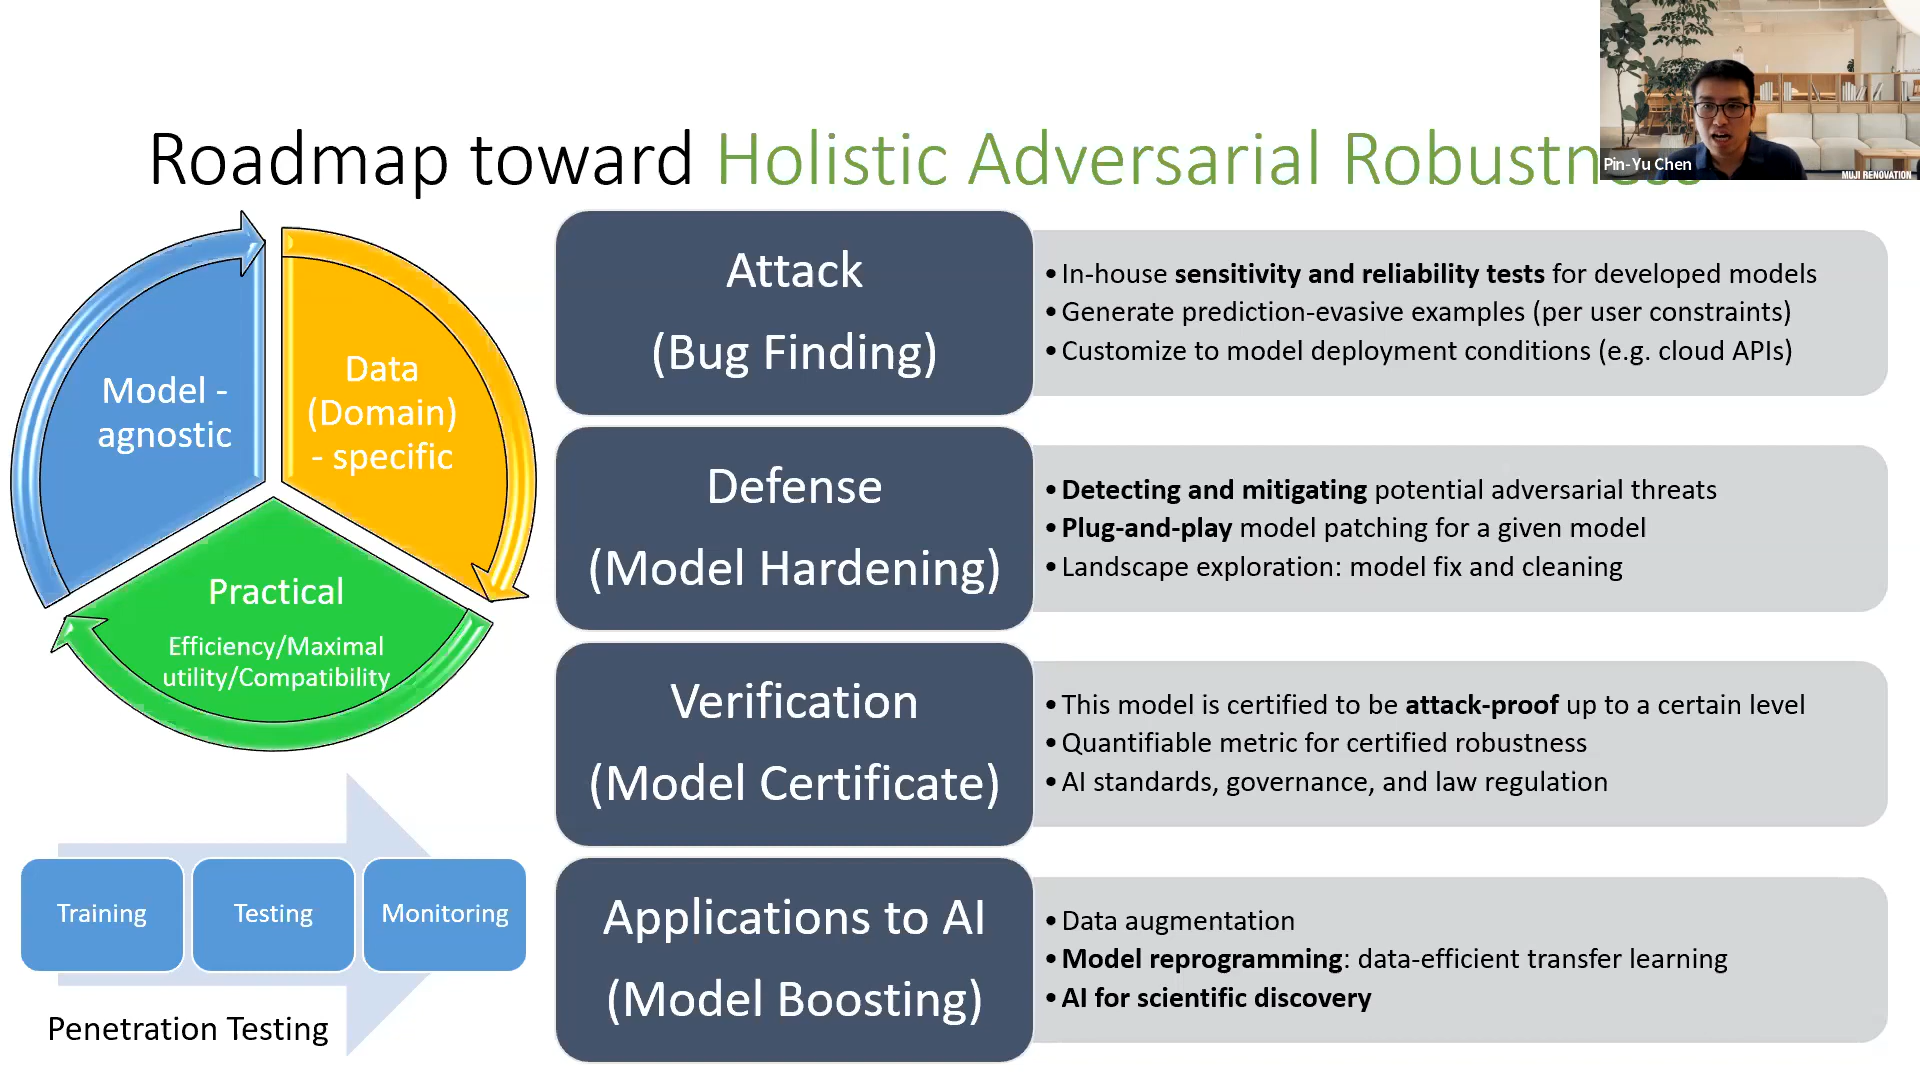 Roadmap toward Holistic Adversarial Robustness
Pin-Yu Chen
MUJI RENOVATION
Model -
agnostic
Data
(Domain)
- specific
Practical
Efficiency/Maximal
utility/Compatibility
Training
Testing
Monitoring
Penetration Testing
Attack
(Bug Finding)
• In-house sensitivity and reliability tests for developed models
• Generate prediction-evasive examples (per user constraints)
• Customize to model deployment conditions (e.g. cloud APIs)
Defense
(Model Hardening)
• Detecting and mitigating potential adversarial threats
• Plug-and-play model patching for a given model
• Landscape exploration: model fix and cleaning
Verification
(Model Certificate)
• This model is certified to be attack-proof up to a certain level
• Quantifiable metric for certified robustness
• AI standards, governance, and law regulation
Applications to AI
(Model Boosting)
• Data augmentation
• Model reprogramming: data-efficient transfer learning
• AI for scientific discovery